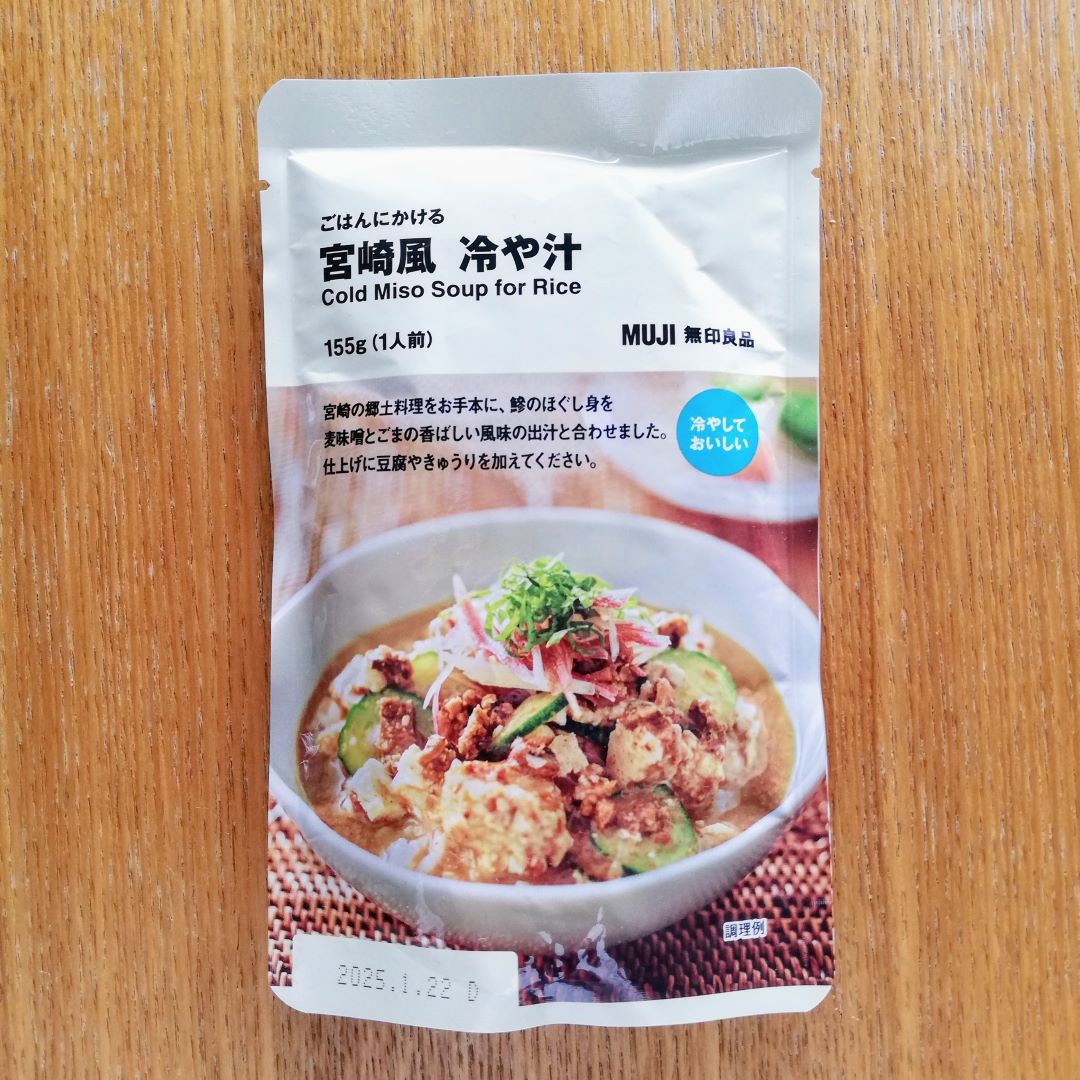 ごはんにかける
宮崎風 冷や汁
Cold Miso Soup for Rice
155g(1人前)
MUJI 無印良品
宮崎の郷土料理をお手本に、鯵のほぐし身を
麦味噌とごまの香ばしい風味の出汁と合わせました。
仕上げに豆腐やきゅうりを加えてください。
冷やして
おいしい
調理例
2025.1.22 D